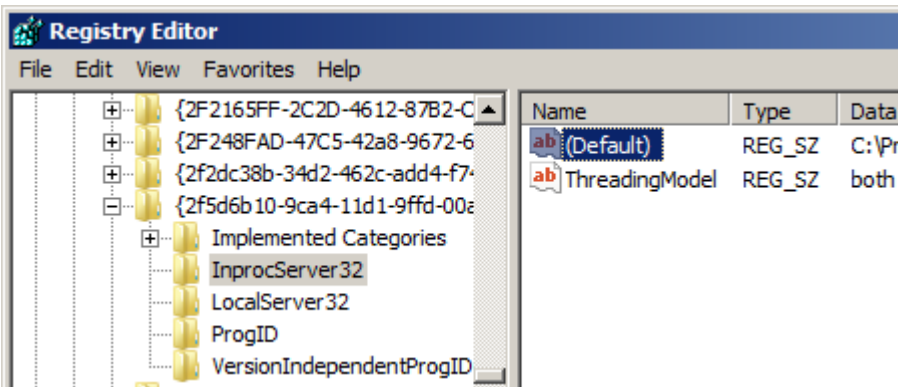 Registry Editor
File Edit View Favorites Help
{2F2165FF-2C2D-4612-87B2-C
{2F248FAD-47C5-42a8-9672-6
{2f2dc38b-34d2-462c-add4-f7
{2f5d6b10-9ca4-11d1-9ffd-00a
Implemented Categories
InprocServer32
LocalServer32
ProgID
VersionIndependentProgID
Name Type Data
ab (Default) REG_SZ C:\Pr
ab ThreadingModel REG_SZ both